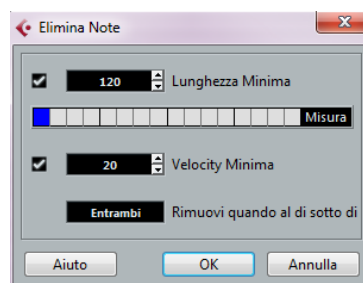 Elimina Note
120 Lunghezza Minima
Misura
20 Velocity Minima
Entrambi Rimuovi quando al di sotto di
Aiuto OK Annulla